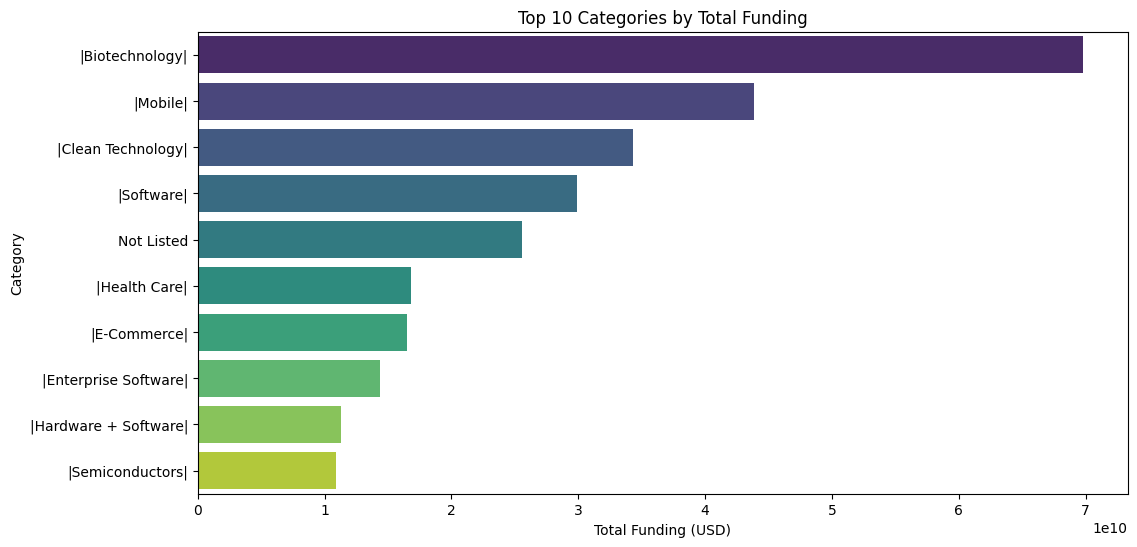 Top 10 Categories by Total Funding
Category
|Biotechnology|
|Mobile|
|Clean Technology|
|Software|
Not Listed
|Health Care|
|E-Commerce|
|Enterprise Software|
|Hardware + Software|
|Semiconductors|
0 1 2 3 4 5 6 7
1e10
Total Funding (USD)